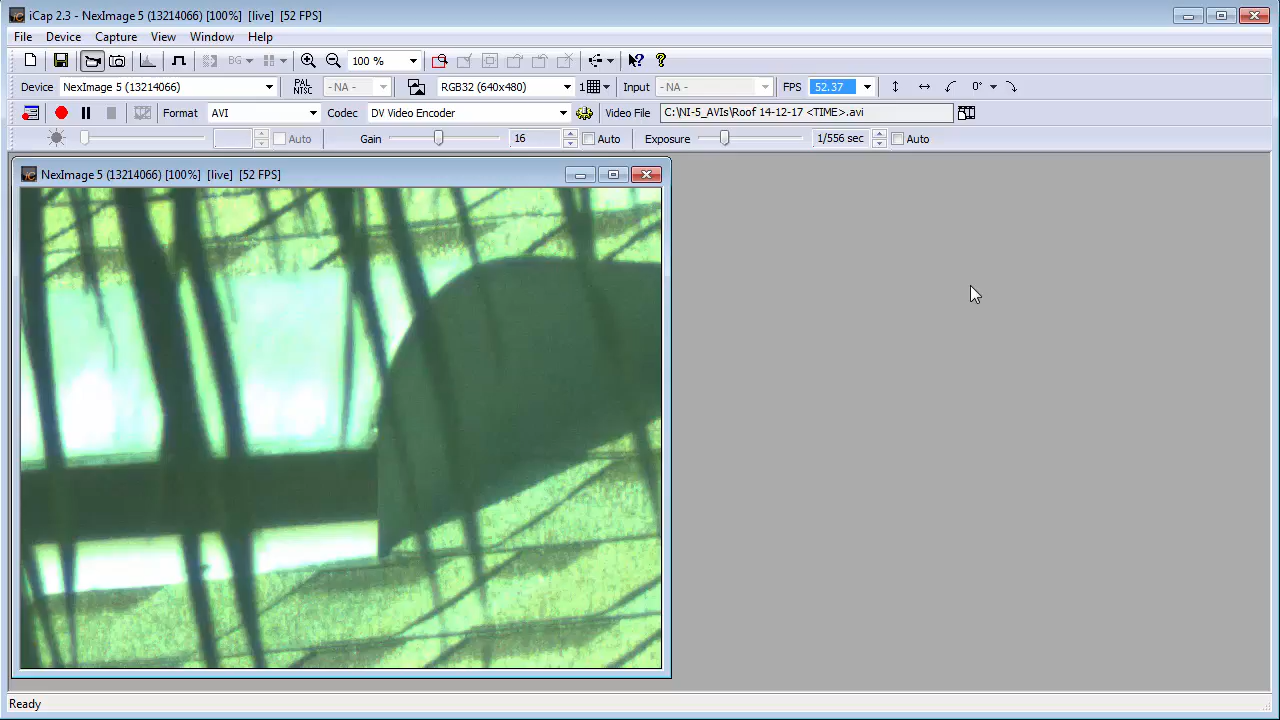 iCap 2.3 - NexImage 5 (13214066) [100%] [live] [52 FPS]
File Device Capture View Window Help
BG 100 %
Device NexImage 5 (13214066) PAL NTSC - NA - RGB32 (640x480) 1 Input - NA - FPS 52.37 0°
Format AVI Codec DV Video Encoder Video File C:\NI-5_AVIs\Roof 14-12-17 <TIME>.avi
Auto Gain 16 Auto Exposure 1/556 sec Auto
NexImage 5 (13214066) [100%] [live] [52 FPS]
Ready